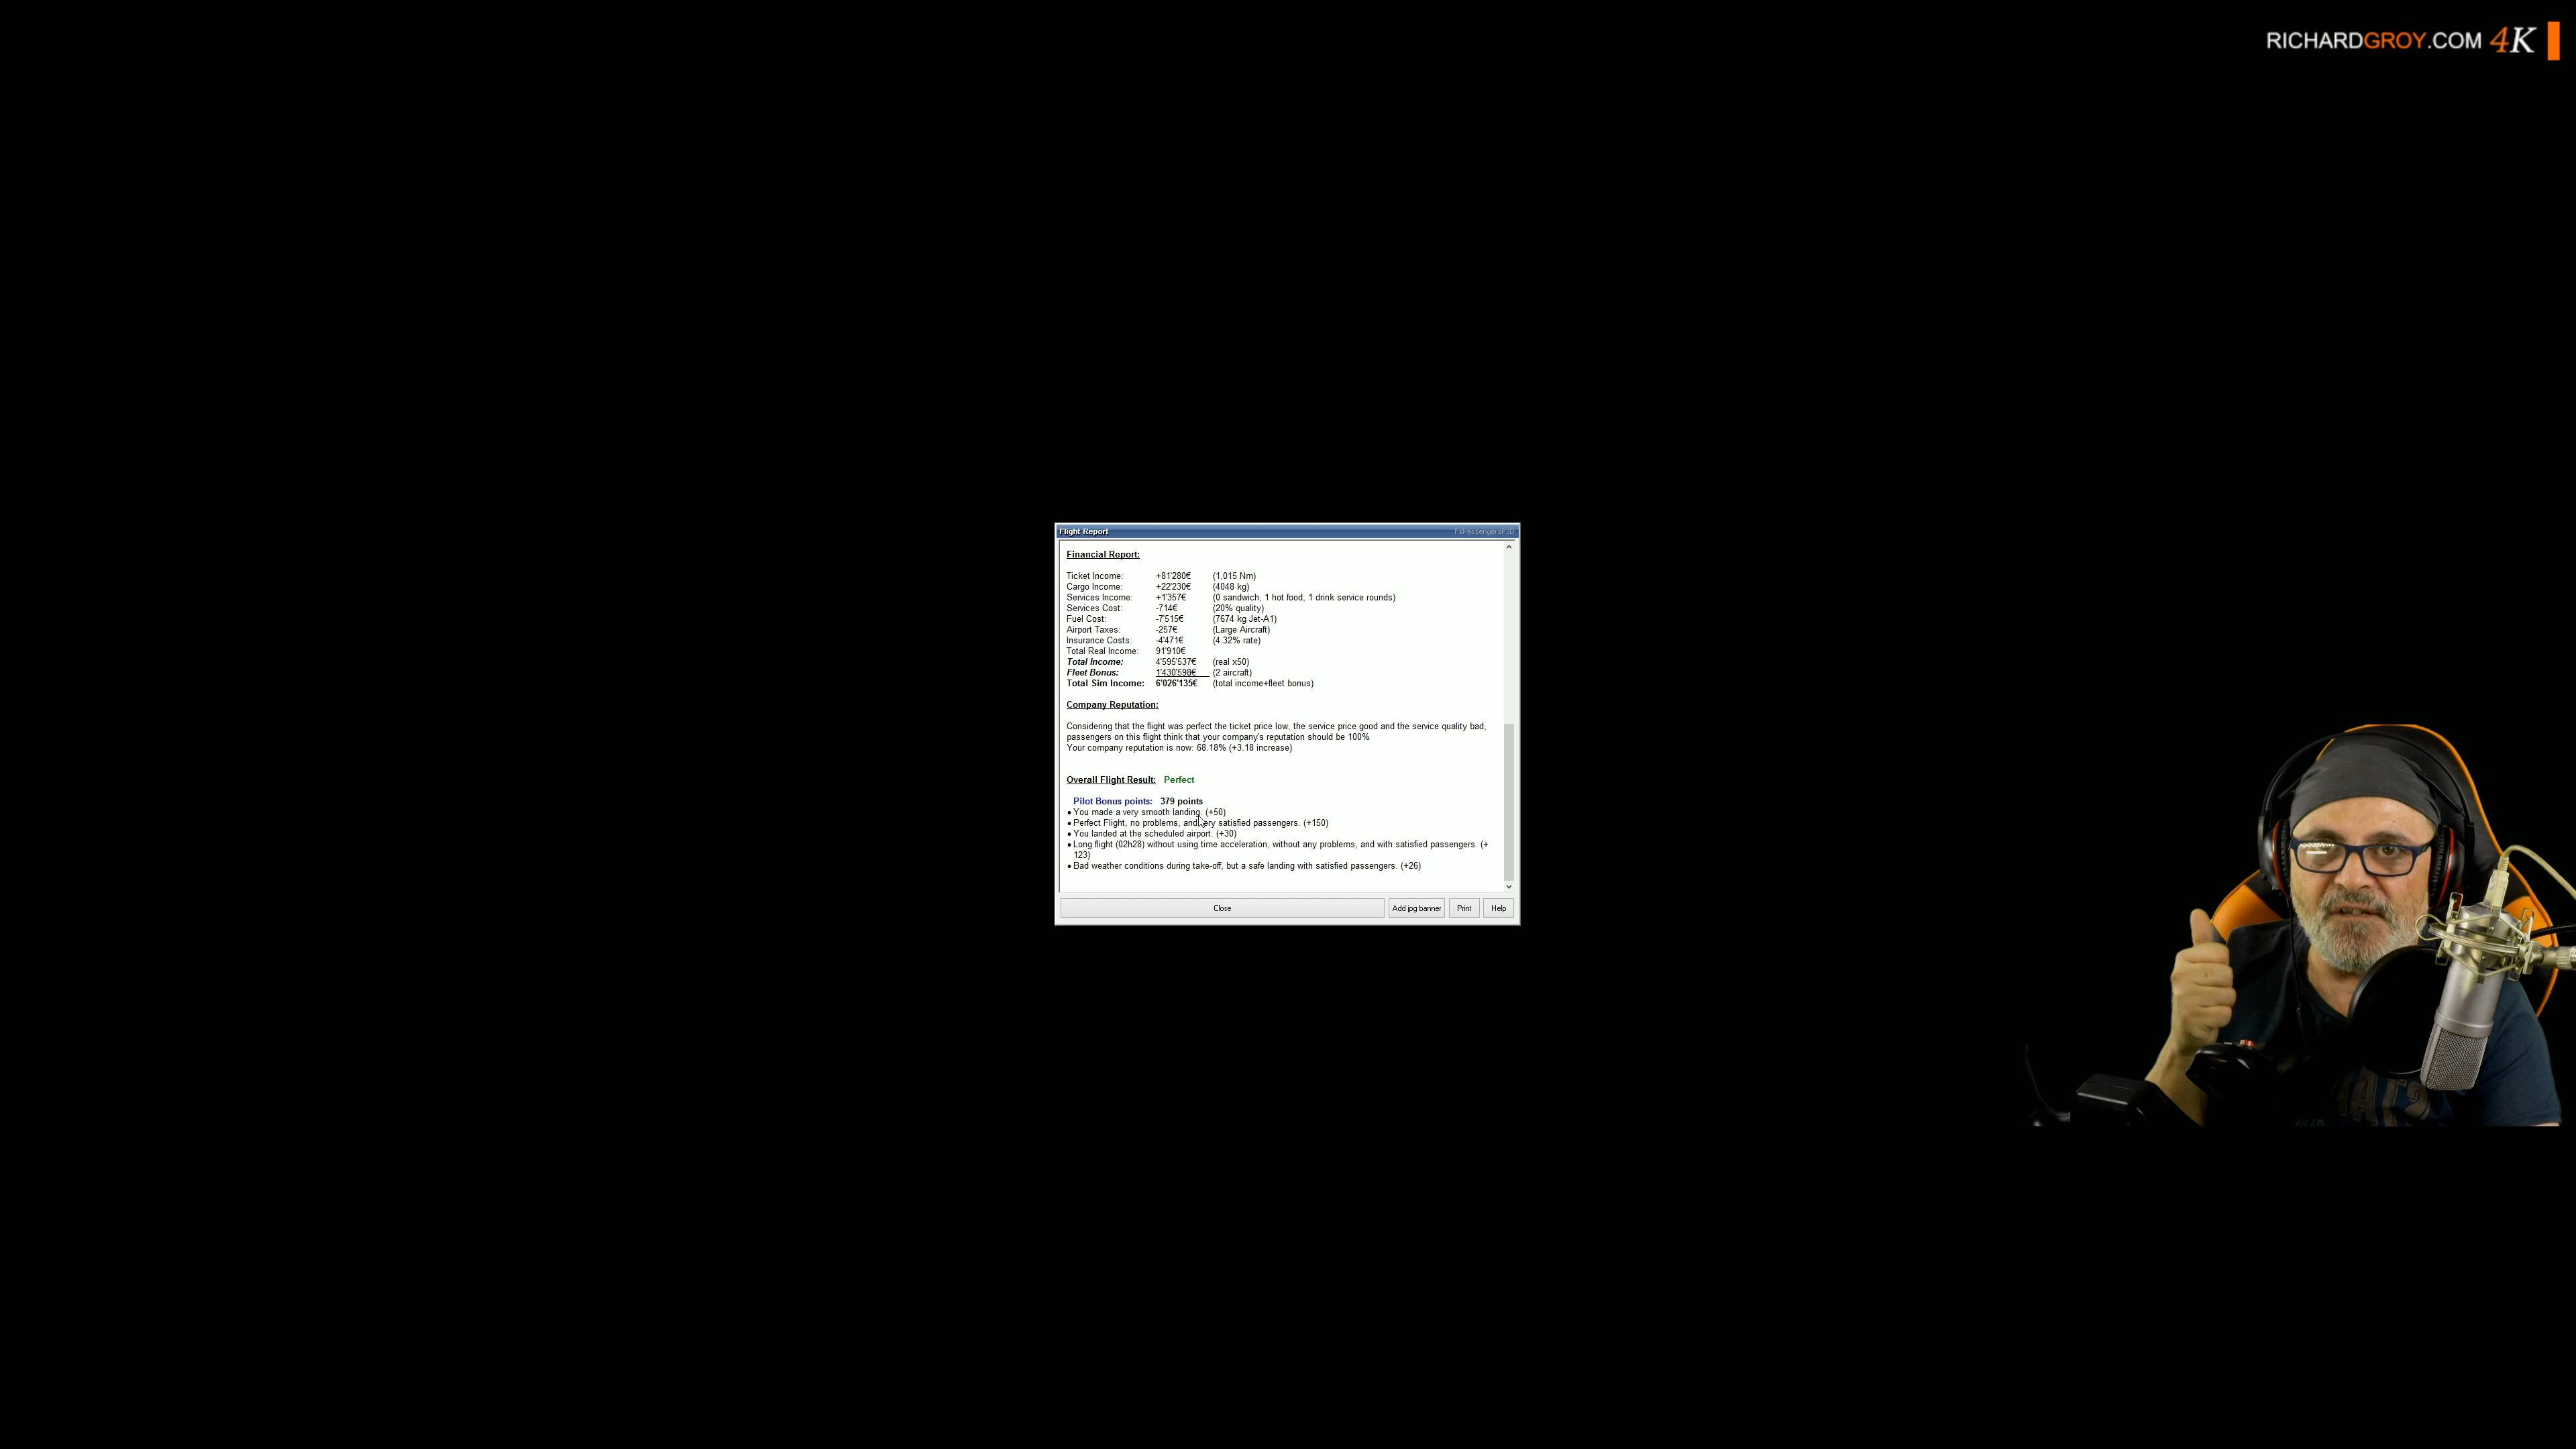 RICHARDGROY.COM 4K
Flight Report
Financial Report:
Ticket Income: +81'280€ (1,015 Nm)
Cargo Income: +22'230€ (4048 kg)
Services Income: +1'357€ (0 sandwich, 1 hot food, 1 drink service rounds)
Services Cost: -714€ (20% quality)
Fuel Cost: -7'515€ (7674 kg Jet-A1)
Airport Taxes: -257€ (Large Aircraft)
Insurance Costs: -4'471€ (4.32% rate)
Total Real Income: 91'910€
Total Income: 4'595'537€ (real x50)
Fleet Bonus: 1'430'598€ (2 aircraft)
Total Sim Income: 6'026'135€ (total income+fleet bonus)
Company Reputation:
Considering that the flight was perfect the ticket price low, the service price good and the service quality bad,
passengers on this flight think that your company's reputation should be 100%
Your company reputation is now: 68.18% (+3.18 increase)
Overall Flight Result: Perfect
Pilot Bonus points: 379 points
• You made a very smooth landing. (+50)
• Perfect Flight, no problems, and very satisfied passengers. (+150)
• You landed at the scheduled airport. (+30)
• Long flight (02h28) without using time acceleration, without any problems, and with satisfied passengers. (+
123)
• Bad weather conditions during take-off, but a safe landing with satisfied passengers. (+26)
Close Add jpg banner Print Help